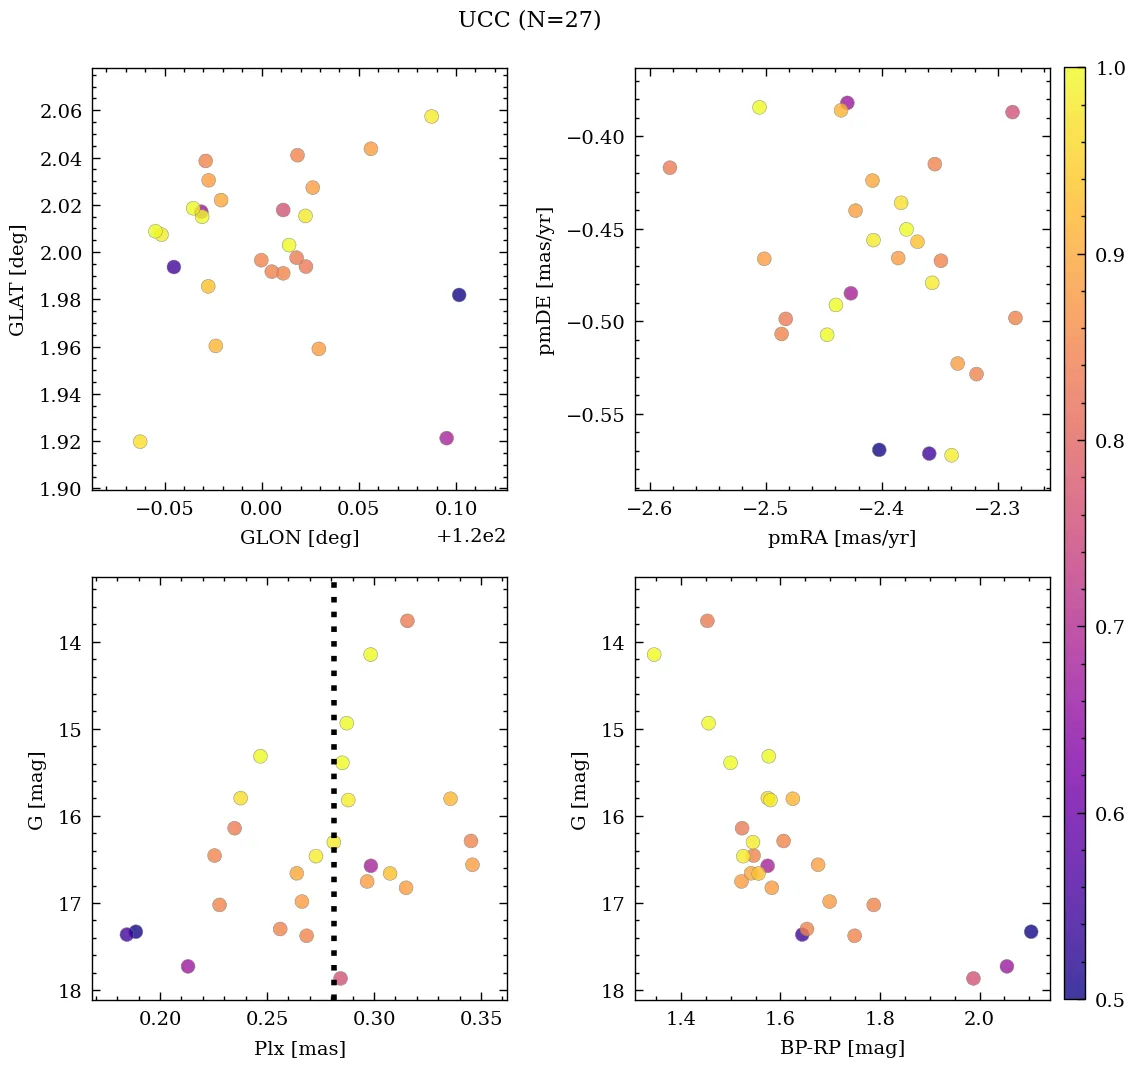 UCC (N=27)
2.06
2.04
2.02
2.00
1.98
1.96
1.94
1.92
1.90
GLAT [deg]
−0.05 0.00 0.05 0.10
GLON [deg]
+1.2e2
−0.40
−0.45
−0.50
−0.55
pmDE [mas/yr]
−2.6 −2.5 −2.4 −2.3
pmRA [mas/yr]
14
15
16
17
18
G [mag]
0.20 0.25 0.30 0.35
Plx [mas]
14
15
16
17
18
G [mag]
1.4 1.6 1.8 2.0
BP-RP [mag]
1.0
0.9
0.8
0.7
0.6
0.5